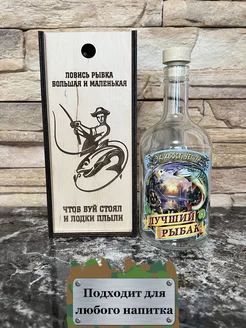 ЛОВИСЬ РЫБКА
БОЛЬШАЯ И МАЛЕНЬКАЯ
ЧТОБ ВУЙ СТОЯЛ
И ЛОДКИ ПЛЫЛИ
ЛУЧШИЙ
РЫБАК
Подходит для
любого напитка